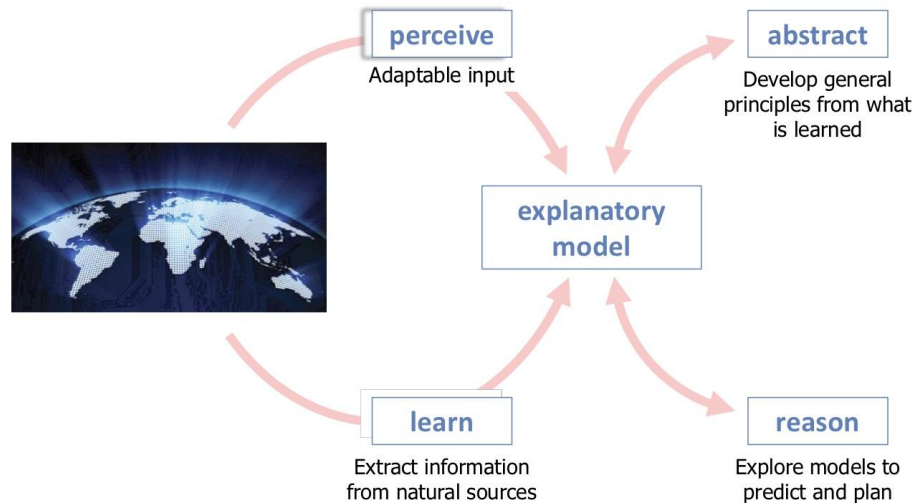 perceive
Adaptable input
abstract
Develop general
principles from what
is learned
explanatory
model
learn
Extract information
from natural sources
reason
Explore models to
predict and plan